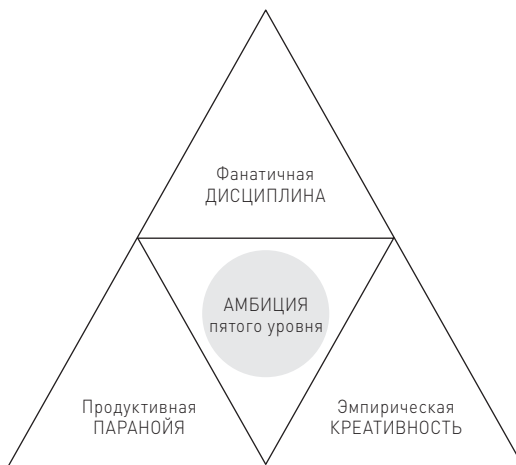 Фанатичная
ДИСЦИПЛИНА
АМБИЦИЯ
пятого уровня
Продуктивная
ПАРАНОЙЯ
Эмпирическая
КРЕАТИВНОСТЬ